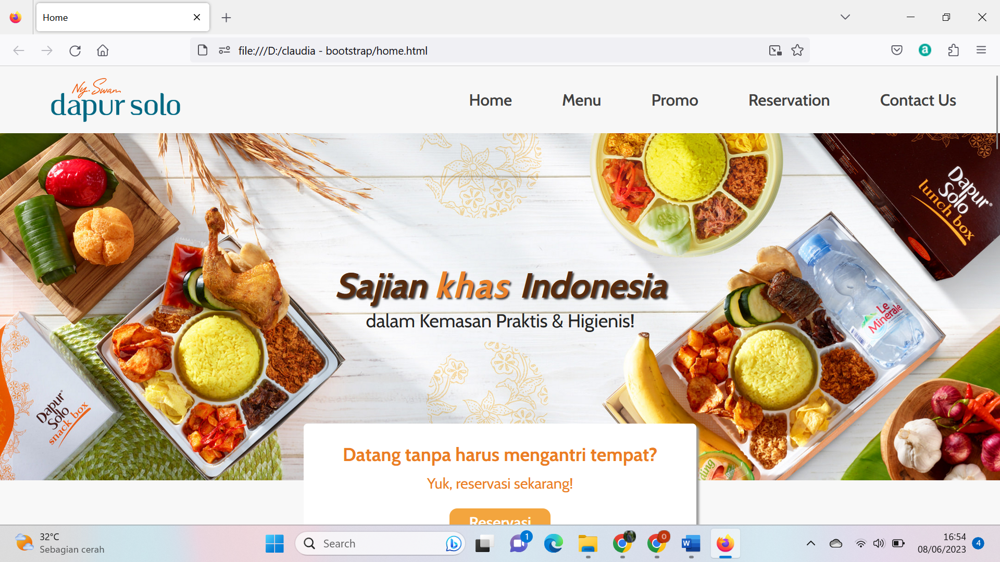 Home
file:///D:/claudia - bootstrap/home.html
Ny. Swan
dapur solo
Home
Menu
Promo
Reservation
Contact Us
Dapur
Solo
lunch box
Sajian khas Indonesia
dalam Kemasan Praktis & Higienis!
Le
Minerale
Dapur
Solo
snack box
Datang tanpa harus mengantri tempat?
Yuk, reservasi sekarang!
Reservasi
32°C
Sebagian cerah
Search
1
0
W
16:54
08/06/2023
4